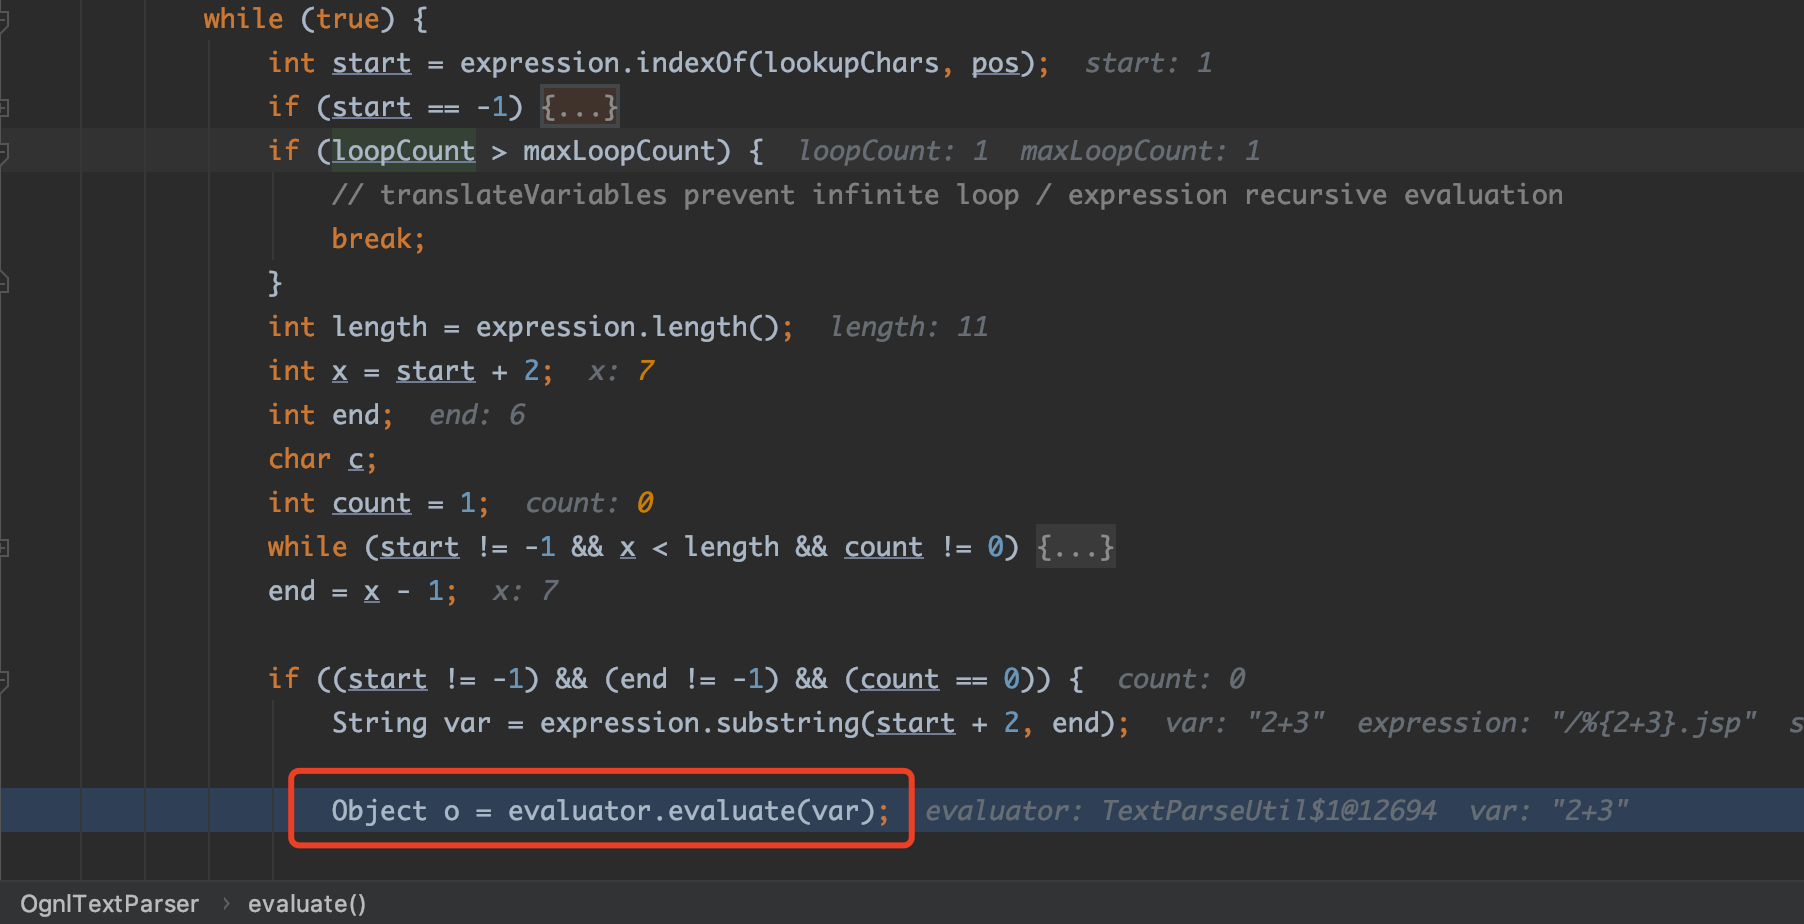 while (true) {
int start = expression.indexOf(lookupChars, pos); start: 1
if (start == -1) {...}
if (loopCount > maxLoopCount) { loopCount: 1 maxLoopCount: 1
// translateVariables prevent infinite loop / expression recursive evaluation
break;
}
int length = expression.length(); length: 11
int x = start + 2; x: 7
int end; end: 6
char c;
int count = 1; count: 0
while (start != -1 && x < length && count != 0) {...}
end = x - 1; x: 7
if ((start != -1) && (end != -1) && (count == 0)) { count: 0
String var = expression.substring(start + 2, end); var: "2+3" expression: "/%{2+3}.jsp" s
Object o = evaluator.evaluate(var); evaluator: TextParseUtil$1@12694 var: "2+3"
OgnlTextParser › evaluate()